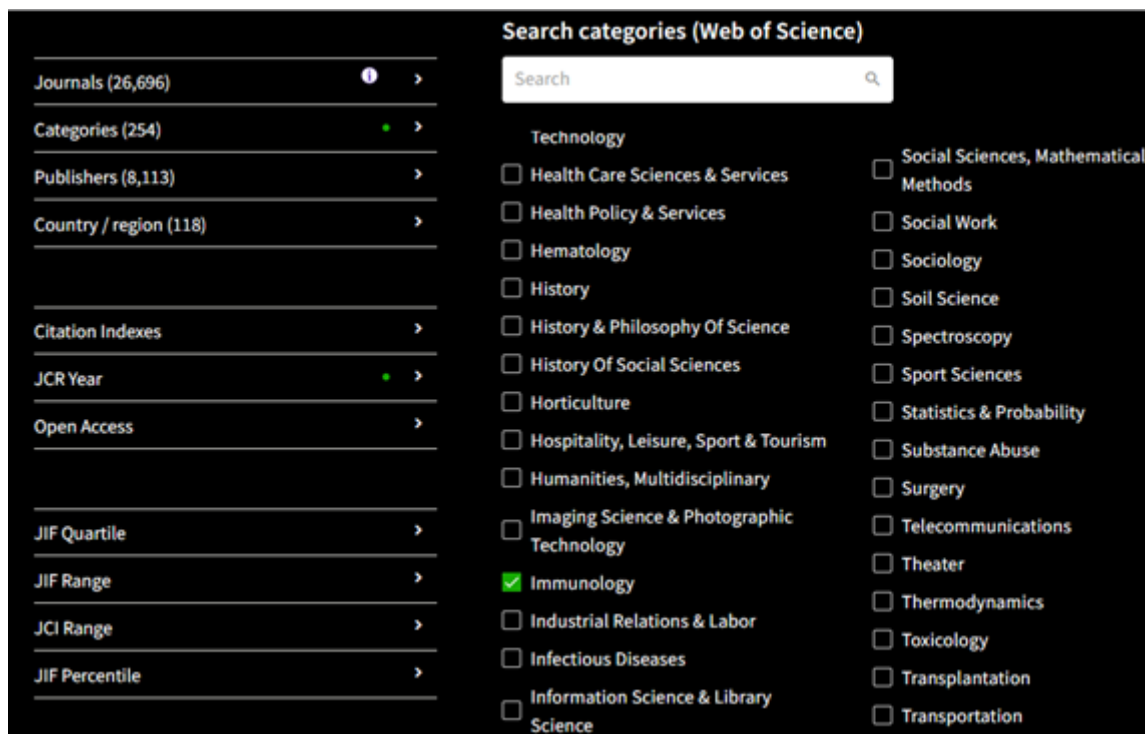 Search categories (Web of Science)
Search
Journals (26,696)
Categories (254)
Publishers (8,113)
Country / region (118)
Citation Indexes
JCR Year
Open Access
JIF Quartile
JIF Range
JCI Range
JIF Percentile
Technology
Health Care Sciences & Services
Health Policy & Services
Hematology
History
History & Philosophy Of Science
History Of Social Sciences
Horticulture
Hospitality, Leisure, Sport & Tourism
Humanities, Multidisciplinary
Imaging Science & Photographic
Technology
Immunology
Industrial Relations & Labor
Infectious Diseases
Information Science & Library
Science
Social Sciences, Mathematical
Methods
Social Work
Sociology
Soil Science
Spectroscopy
Sport Sciences
Statistics & Probability
Substance Abuse
Surgery
Telecommunications
Theater
Thermodynamics
Toxicology
Transplantation
Transportation